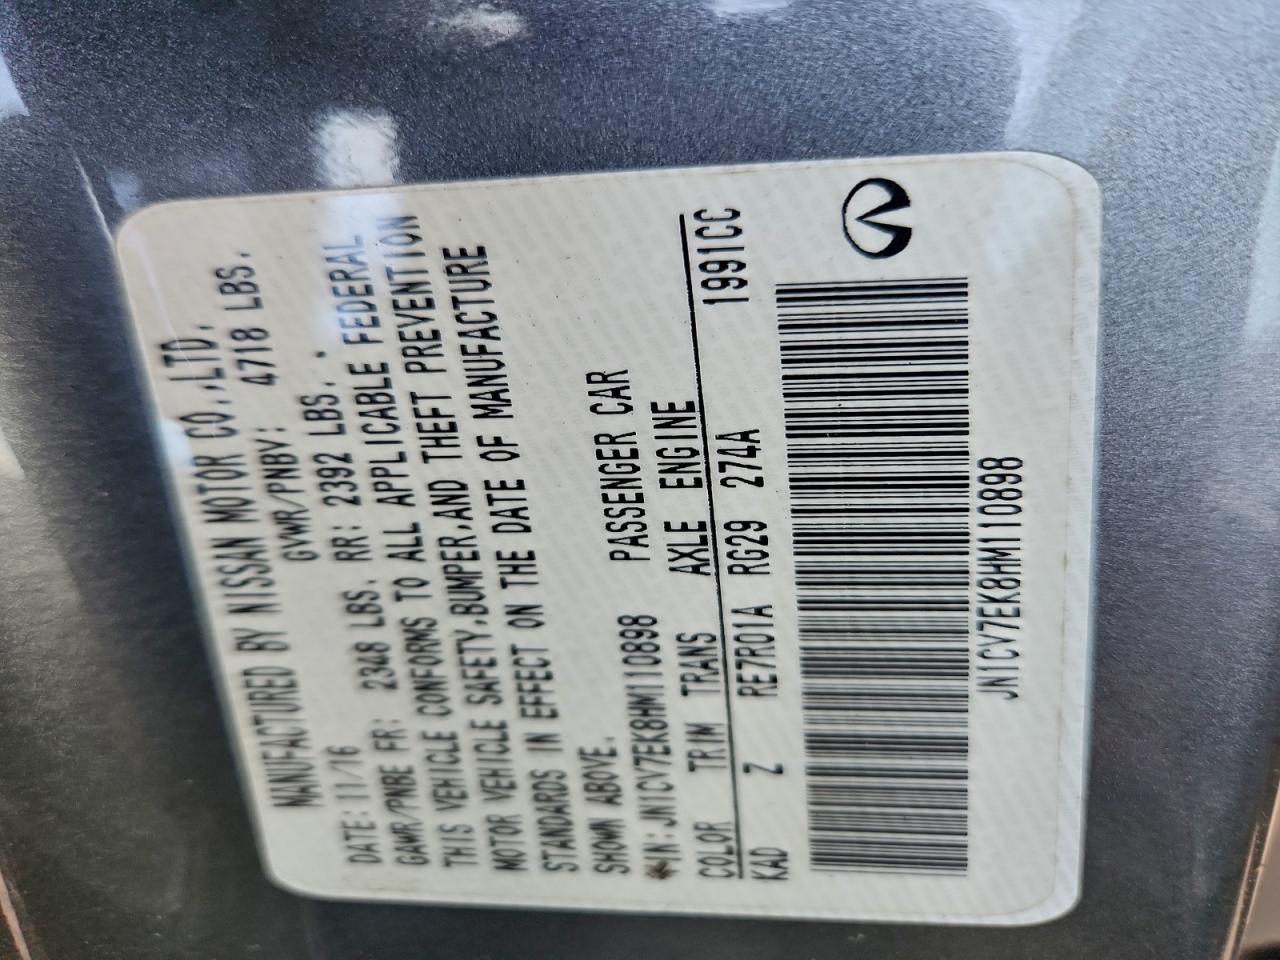 MANUFACTURED BY NISSAN MOTOR CO.,LTD.
DATE: 11/16 GVWR/PNBV: 4718 LBS.
GAWR/PNBE FR: 2348 LBS. RR: 2392 LBS.
THIS VEHICLE CONFORMS TO ALL APPLICABLE FEDERAL
MOTOR VEHICLE SAFETY,BUMPER,AND THEFT PREVENTION
STANDARDS IN EFFECT ON THE DATE OF MANUFACTURE
SHOWN ABOVE.
IN:JN1CV7EK8HM110898 PASSENGER CAR
COLOR TRIM TRANS AXLE ENGINE
KAD Z RE7R01A RG29 274A 1991CC
JN1CV7EK8HM110898